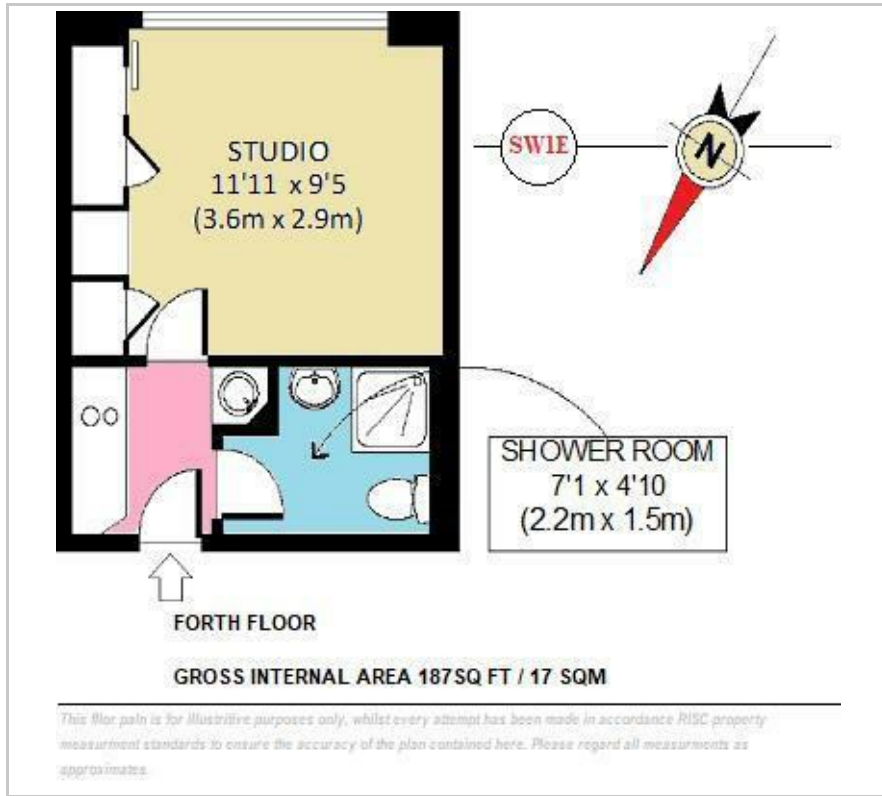 STUDIO
11'11 x 9'5
(3.6m x 2.9m)
SW1E
N
SHOWER ROOM
7'1 x 4'10
(2.2m x 1.5m)
FORTH FLOOR
GROSS INTERNAL AREA 187SQ FT / 17 SQM
This flor paln is for illustritive purposes only, whilst every attempt has been made in accordance RISC property
measurment standards to ensure the accuracy of the plan contained here. Please regard all measurments as
approximates.